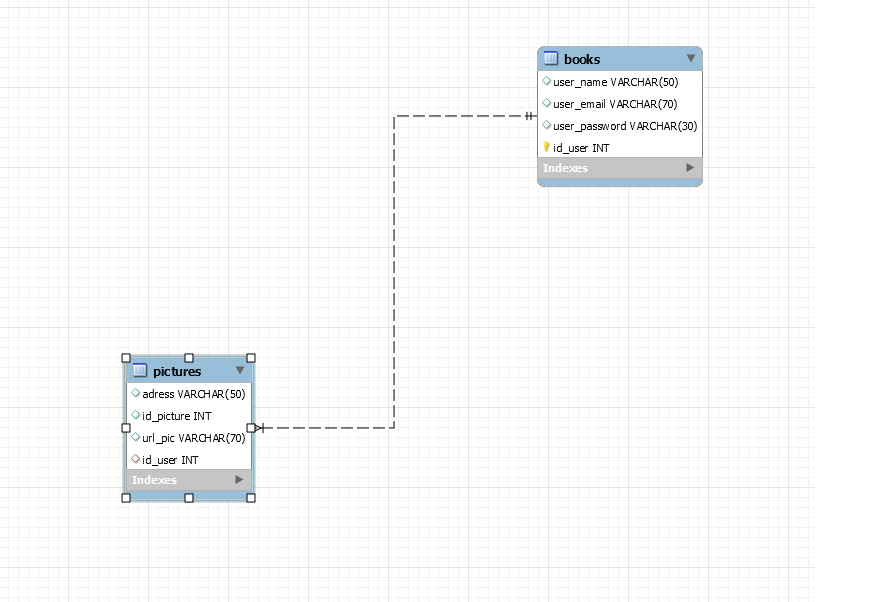 books
user_name VARCHAR(50)
user_email VARCHAR(70)
user_password VARCHAR(30)
id_user INT
Indexes
pictures
adress VARCHAR(50)
id_picture INT
url_pic VARCHAR(70)
id_user INT
Indexes